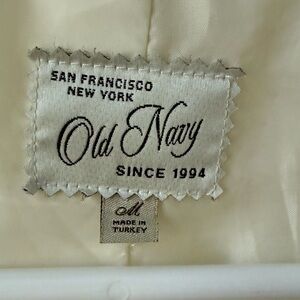 SAN FRANCISCO
NEW YORK
Old Navy
SINCE 1994
M
MADE IN
TURKEY